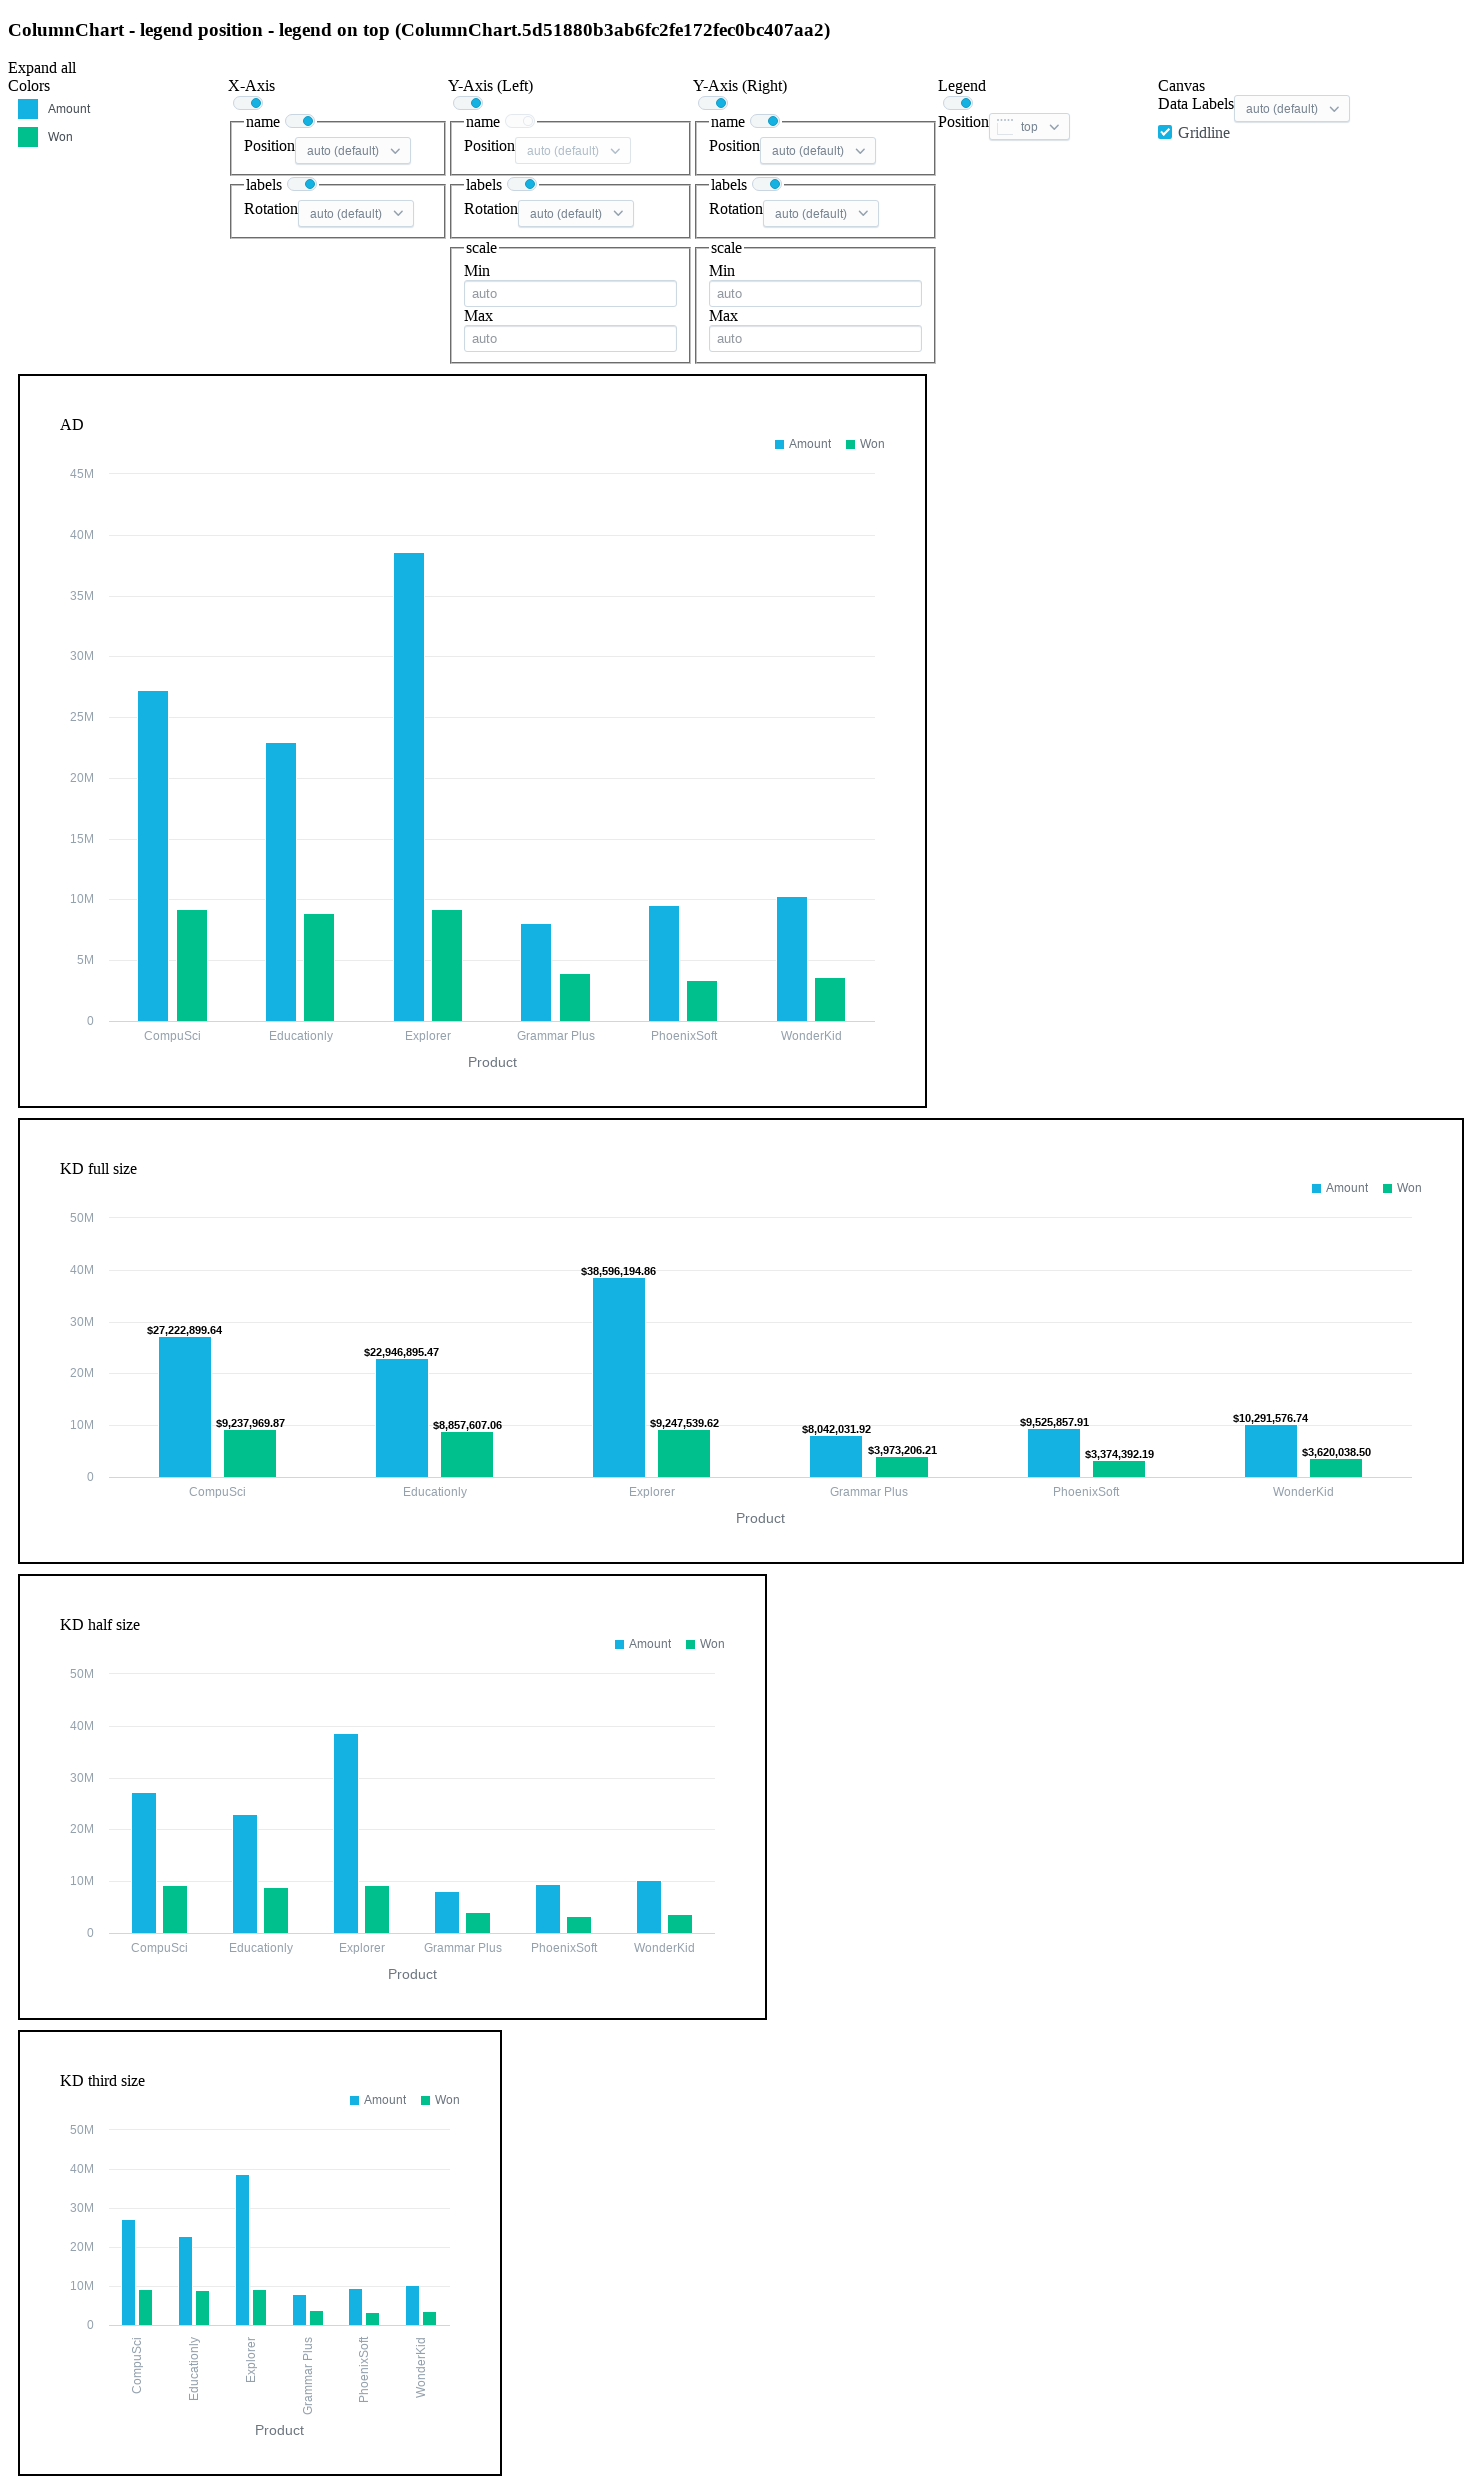 ColumnChart - legend position - legend on top (ColumnChart.5d51880b3ab6fc2fe172fec0bc407aa2)
Expand all
Colors
Amount
Won
X-Axis
name
Position auto (default)
labels
Rotation auto (default)
Y-Axis (Left)
name
Position auto (default)
labels
Rotation auto (default)
scale
Min
auto
Max
auto
Y-Axis (Right)
name
Position auto (default)
labels
Rotation auto (default)
scale
Min
auto
Max
auto
Legend
Position top
Canvas
Data Labels auto (default)
Gridline
AD
Amount Won
45M
40M
35M
30M
25M
20M
15M
10M
5M
0
CompuSci Educationly Explorer Grammar Plus PhoenixSoft WonderKid
Product
KD full size
Amount Won
50M
40M
30M
20M
10M
0
$27,222,899.64
$9,237,969.87
$22,946,895.47
$8,857,607.06
$38,596,194.86
$9,247,539.62
$8,042,031.92
$3,973,206.21
$9,525,857.91
$3,374,392.19
$10,291,576.74
$3,620,038.50
CompuSci Educationly Explorer Grammar Plus PhoenixSoft WonderKid
Product
KD half size
Amount Won
50M
40M
30M
20M
10M
0
CompuSci Educationly Explorer Grammar Plus PhoenixSoft WonderKid
Product
KD third size
Amount Won
50M
40M
30M
20M
10M
0
CompuSci
Educationly
Explorer
Grammar Plus
PhoenixSoft
WonderKid
Product